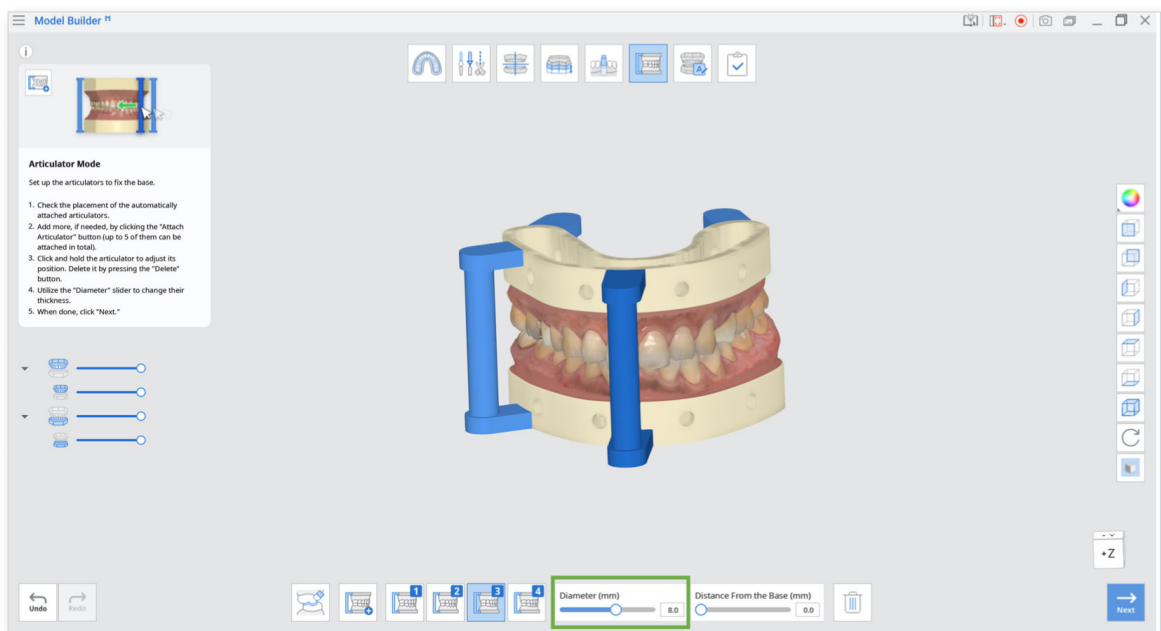 Model Builder
Articulator Mode
Set up the articulators to fix the base.
1. Check the placement of the automatically
attached articulators.
2. Add more, if needed, by clicking the "Attach
Articulator" button (up to 5 of them can be
attached in total).
3. Click and hold the articulator to adjust its
position. Delete it by pressing the "Delete"
button.
4. Utilize the "Diameter" slider to change their
thickness.
5. When done, click "Next."
+Z
Undo
Redo
1
2
3
4
Diameter (mm)
8.0
Distance From the Base (mm)
0.0
Next